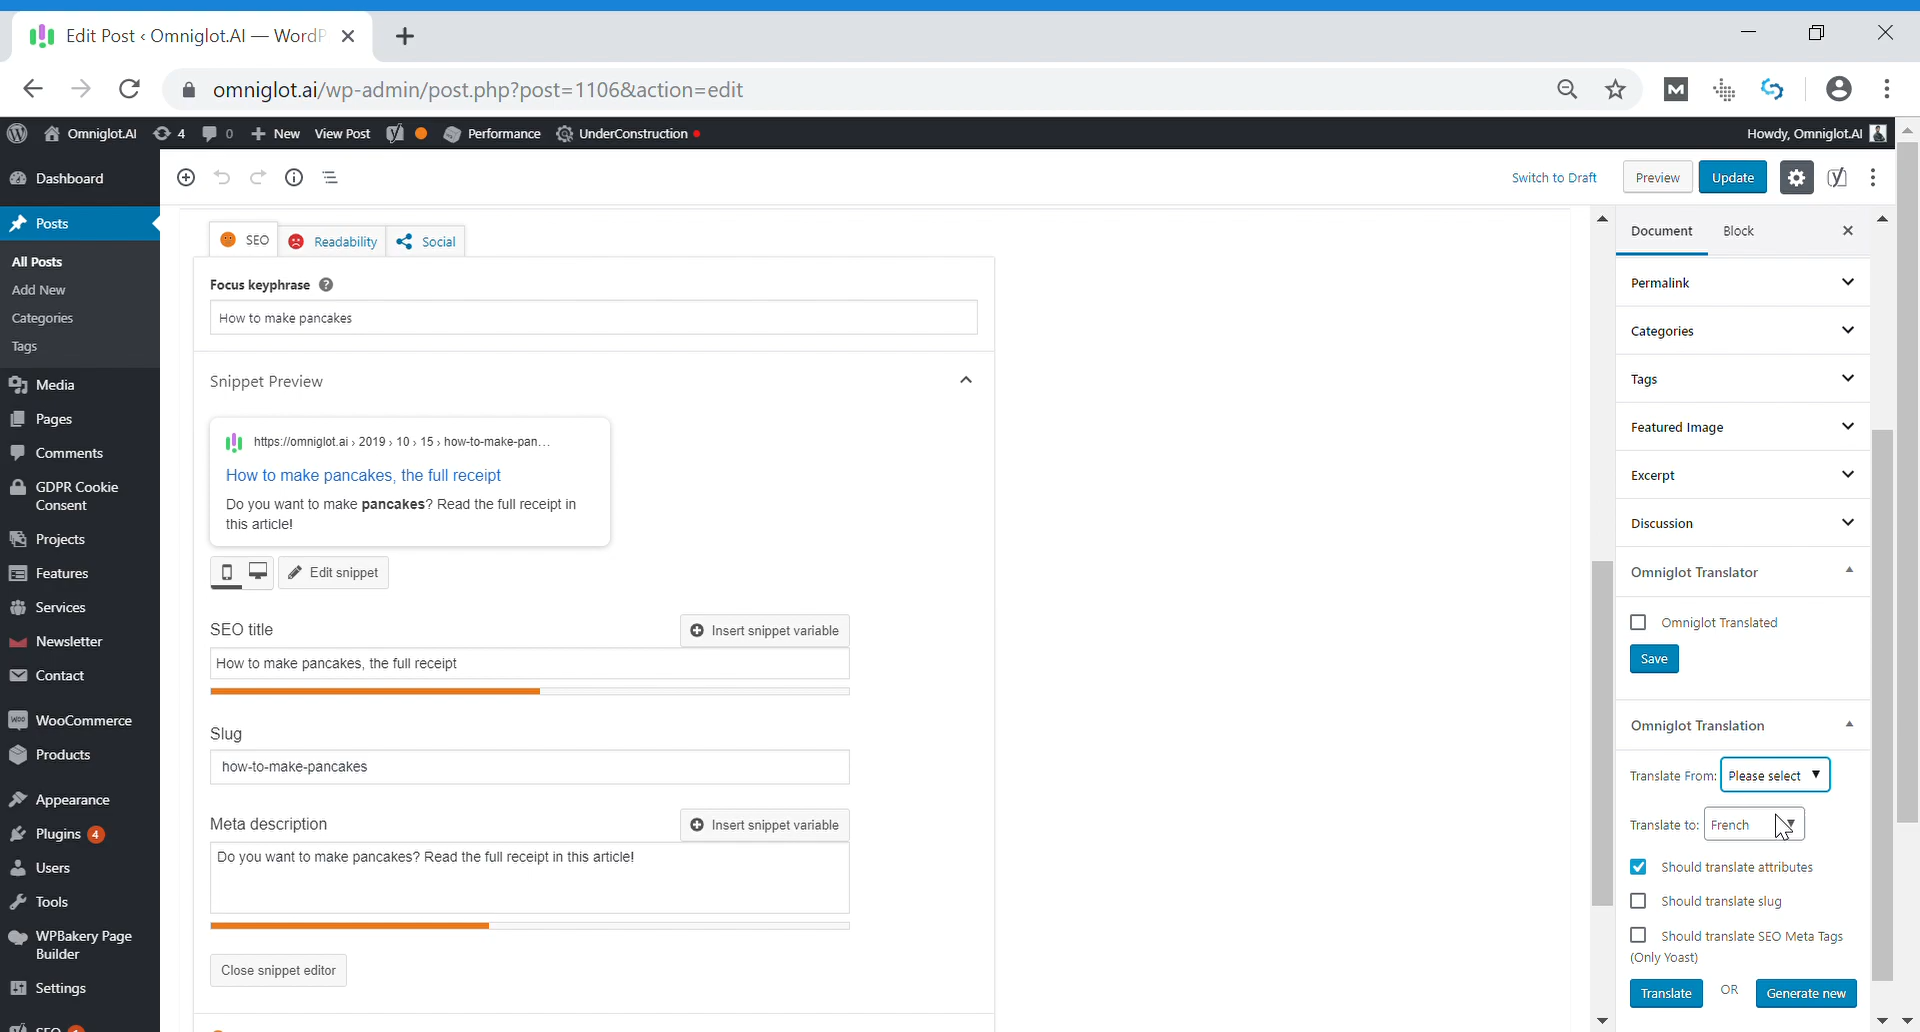 Edit Post ‹ Omniglot.AI — WordP
omniglot.ai/wp-admin/post.php?post=1106&action=edit
M
Omniglot.AI
4
0
New
View Post
Performance
UnderConstruction
Howdy, Omniglot.AI
Dashboard
Posts
All Posts
Add New
Categories
Tags
Media
Pages
Comments
GDPR Cookie
Consent
Projects
Features
Services
Newsletter
Contact
WooCommerce
Products
Appearance
Plugins 4
Users
Tools
WPBakery Page
Builder
Settings
Switch to Draft
Preview
Update
SEO
Readability
Social
Focus keyphrase ?
How to make pancakes
Snippet Preview
https://omniglot.ai › 2019 › 10 › 15 › how-to-make-pan...
How to make pancakes, the full receipt
Do you want to make pancakes? Read the full receipt in
this article!
Edit snippet
SEO title
Insert snippet variable
How to make pancakes, the full receipt
Slug
how-to-make-pancakes
Meta description
Insert snippet variable
Do you want to make pancakes? Read the full receipt in this article!
Close snippet editor
Document
Block
Permalink
Categories
Tags
Featured Image
Excerpt
Discussion
Omniglot Translator
Omniglot Translated
Save
Omniglot Translation
Translate From: Please select
Translate to: French
Should translate attributes
Should translate slug
Should translate SEO Meta Tags
(Only Yoast)
Translate
OR
Generate new